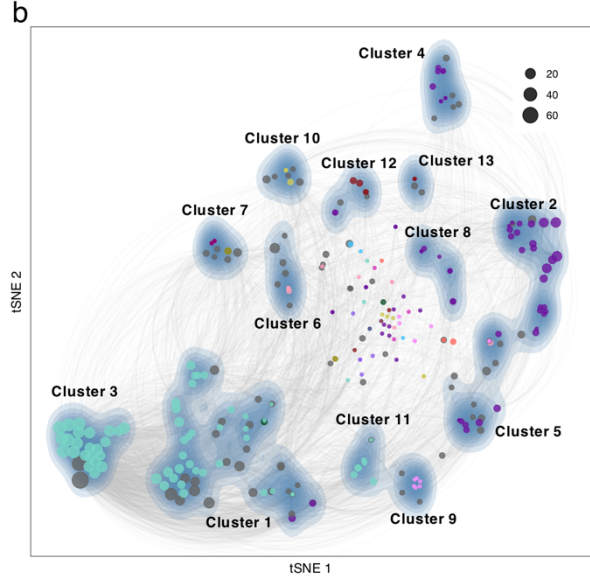 b
Cluster 4
20
40
60
Cluster 10
Cluster 12
Cluster 13
Cluster 7
Cluster 2
Cluster 8
Cluster 6
Cluster 3
Cluster 11
Cluster 5
Cluster 1
Cluster 9
tSNE 2
tSNE 1